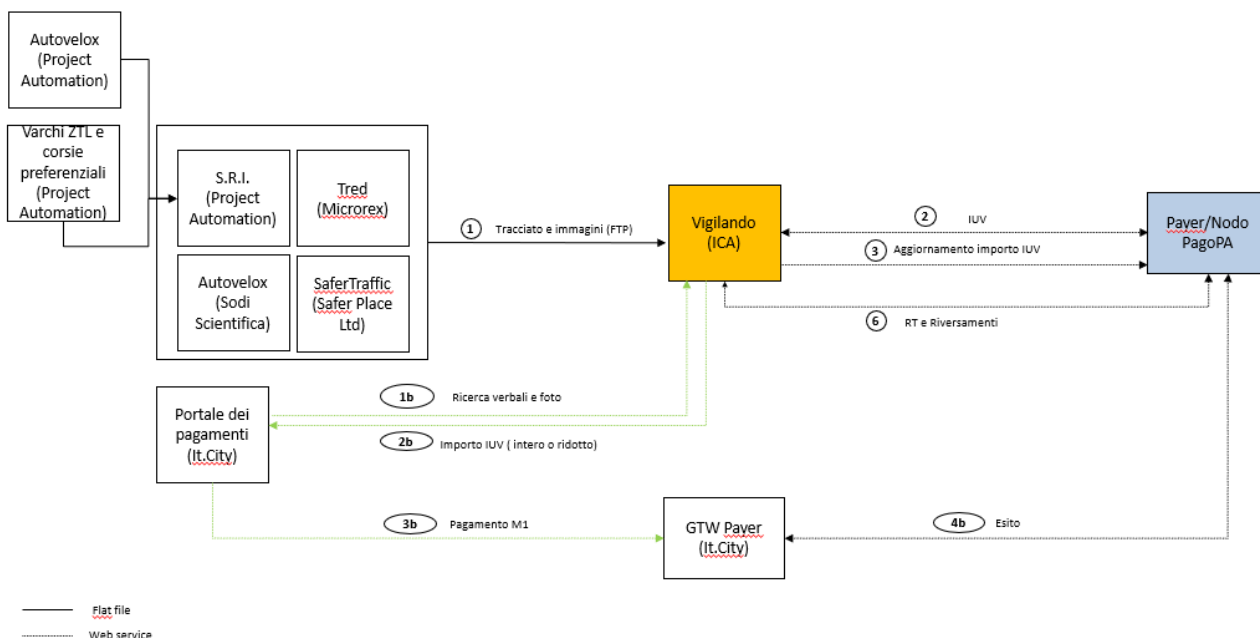 Autovelox
(Project
Automation)
Varchi ZTL e
corsie
preferenziali
(Project
Automation)
S.R.I.
(Project
Automation)
Tred
(Microrex)
Autovelox
(Sodi
Scientifica)
SaferTraffic
(Safer Place
Ltd)
1 Tracciato e immagini (FTP)
Vigilando
(ICA)
2 IUV
3 Aggiornamento importo IUV
Payer/Nodo
PagoPA
6 RT e Riversamenti
Portale dei
pagamenti
(It.City)
1b Ricerca verbali e foto
2b Importo IUV ( intero o ridotto)
3b Pagamento M1
GTW Payer
(It.City)
4b Esito
Flat file
Web service